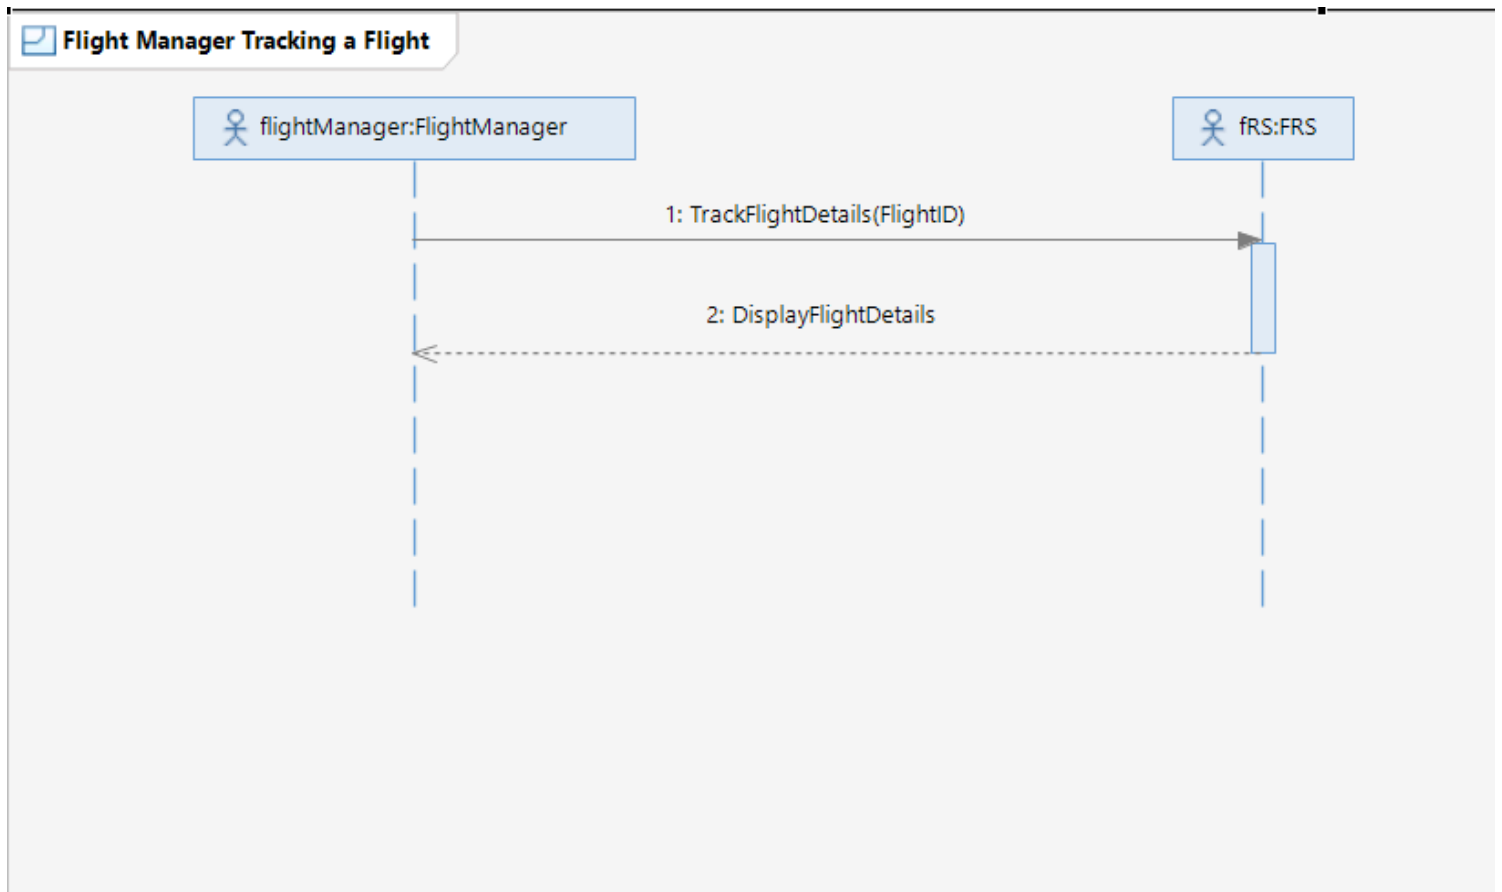 Flight Manager Tracking a Flight
flightManager:FlightManager
fRS:FRS
1: TrackFlightDetails(FlightID)
2: DisplayFlightDetails